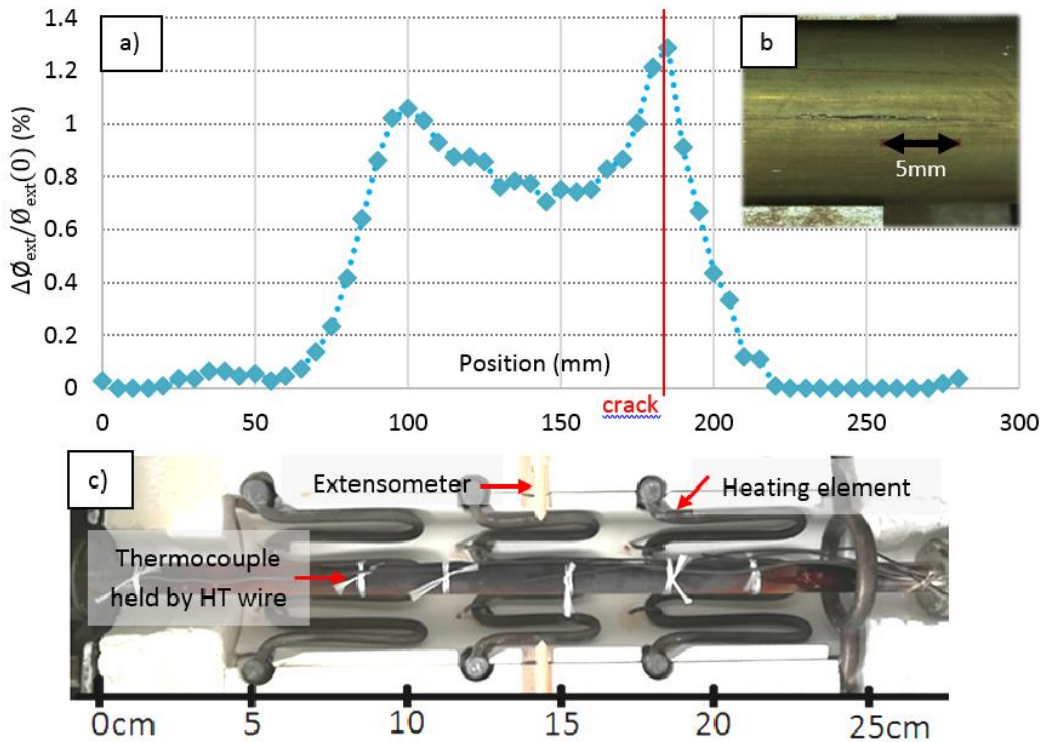 1.4
a)
b
1.2
1
0.8
5mm
0.6
0.4
0.2
Position (mm)
0
crack
0
50
100
150
200
250
300
ΔØext/Øext(0) (%)
c)
Extensometer
Heating element
Thermocouple
held by HT wire
0cm
5
10
15
20
25cm